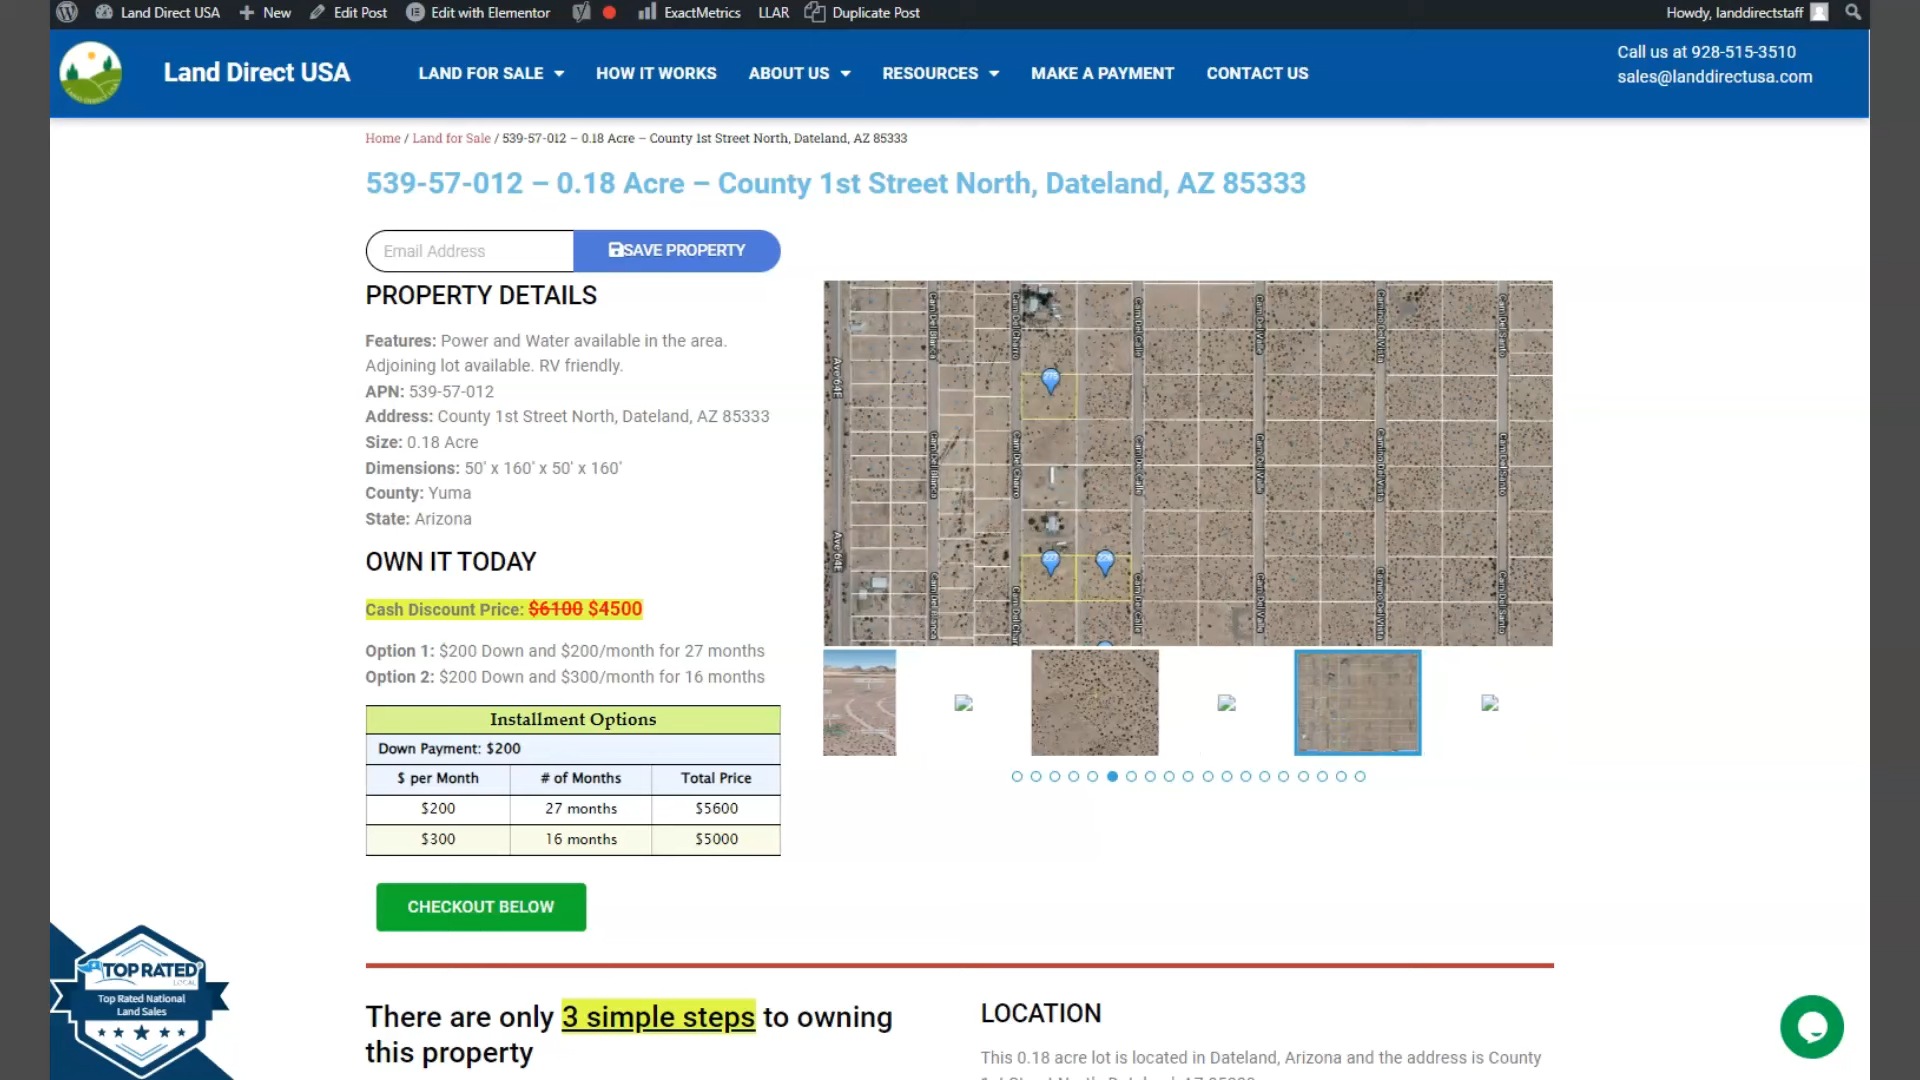 Land Direct USA
New
Edit Post
Edit with Elementor
ExactMetrics
LLAR
Duplicate Post
Howdy, landdirectstaff
Land Direct USA
LAND FOR SALE
HOW IT WORKS
ABOUT US
RESOURCES
MAKE A PAYMENT
CONTACT US
Call us at 928-515-3510
sales@landdirectusa.com
Home / Land for Sale / 539-57-012 – 0.18 Acre – County 1st Street North, Dateland, AZ 85333
539-57-012 – 0.18 Acre – County 1st Street North, Dateland, AZ 85333
Email Address
SAVE PROPERTY
PROPERTY DETAILS
Features: Power and Water available in the area.
Adjoining lot available. RV friendly.
APN: 539-57-012
Address: County 1st Street North, Dateland, AZ 85333
Size: 0.18 Acre
Dimensions: 50' x 160' x 50' x 160'
County: Yuma
State: Arizona
OWN IT TODAY
Cash Discount Price: $6100 $4500
Option 1: $200 Down and $200/month for 27 months
Option 2: $200 Down and $300/month for 16 months
Installment Options
Down Payment: $200
$ per Month # of Months Total Price
$200 27 months $5600
$300 16 months $5000
CHECKOUT BELOW
Ave 64E
Ave 64E
TOP RATED
LOCAL
Top Rated National
Land Sales
There are only 3 simple steps to owning
this property
LOCATION
This 0.18 acre lot is located in Dateland, Arizona and the address is County